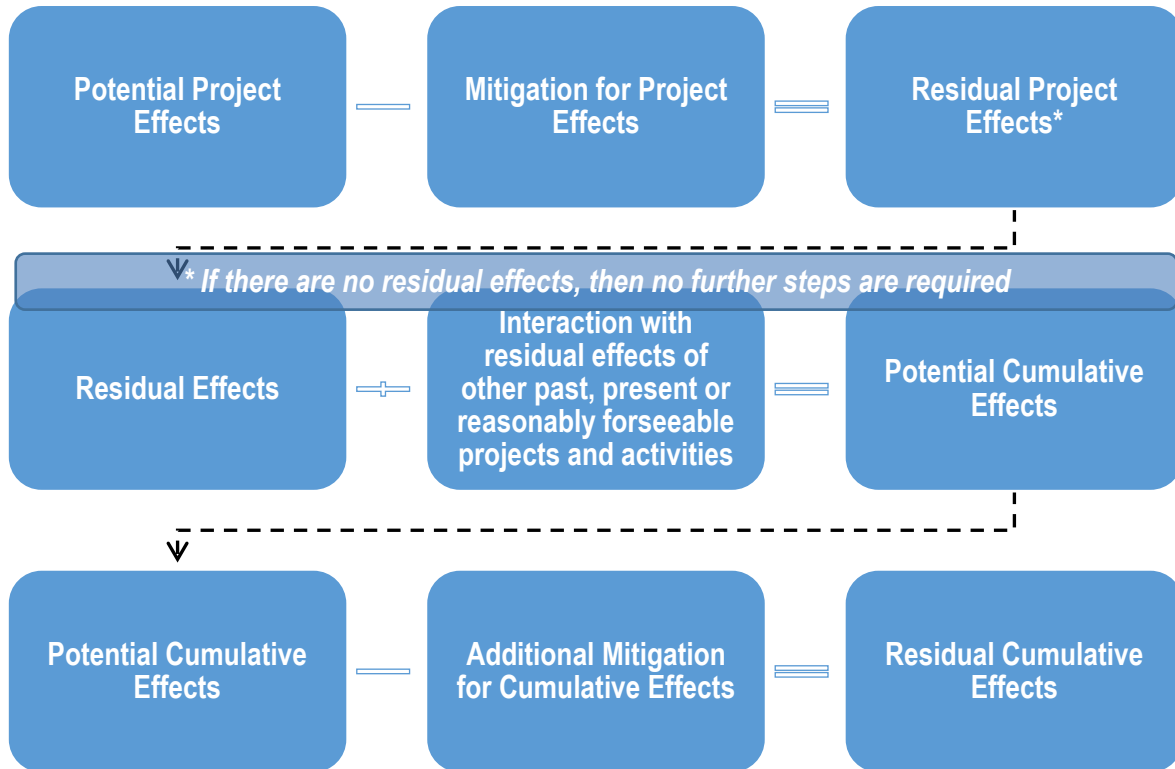 Potential Project
Effects
Mitigation for Project
Effects
Residual Project
Effects*
* If there are no residual effects, then no further steps are required
Residual Effects
Interaction with
residual effects of
other past, present or
reasonably forseeable
projects and activities
Potential Cumulative
Effects
Potential Cumulative
Effects
Additional Mitigation
for Cumulative Effects
Residual Cumulative
Effects